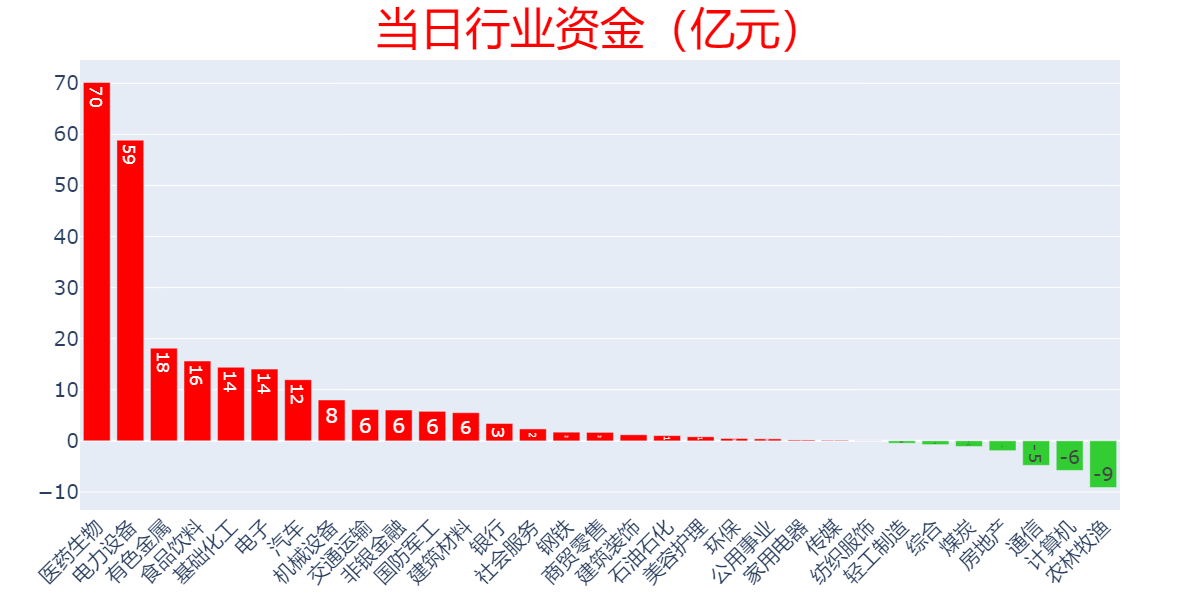 当日行业资金（亿元）
70
60
50
40
30
20
10
0
−10
70
59
18
16
14
14
12
8
6
6
6
6
3
2
-5
-6
-9
医药生物
电力设备
有色金属
食品饮料
基础化工
电子
汽车
机械设备
交通运输
非银金融
国防军工
建筑材料
银行
社会服务
钢铁
商贸零售
建筑装饰
石油石化
美容护理
环保
公用事业
家用电器
传媒
纺织服饰
轻工制造
综合
煤炭
房地产
通信
计算机
农林牧渔